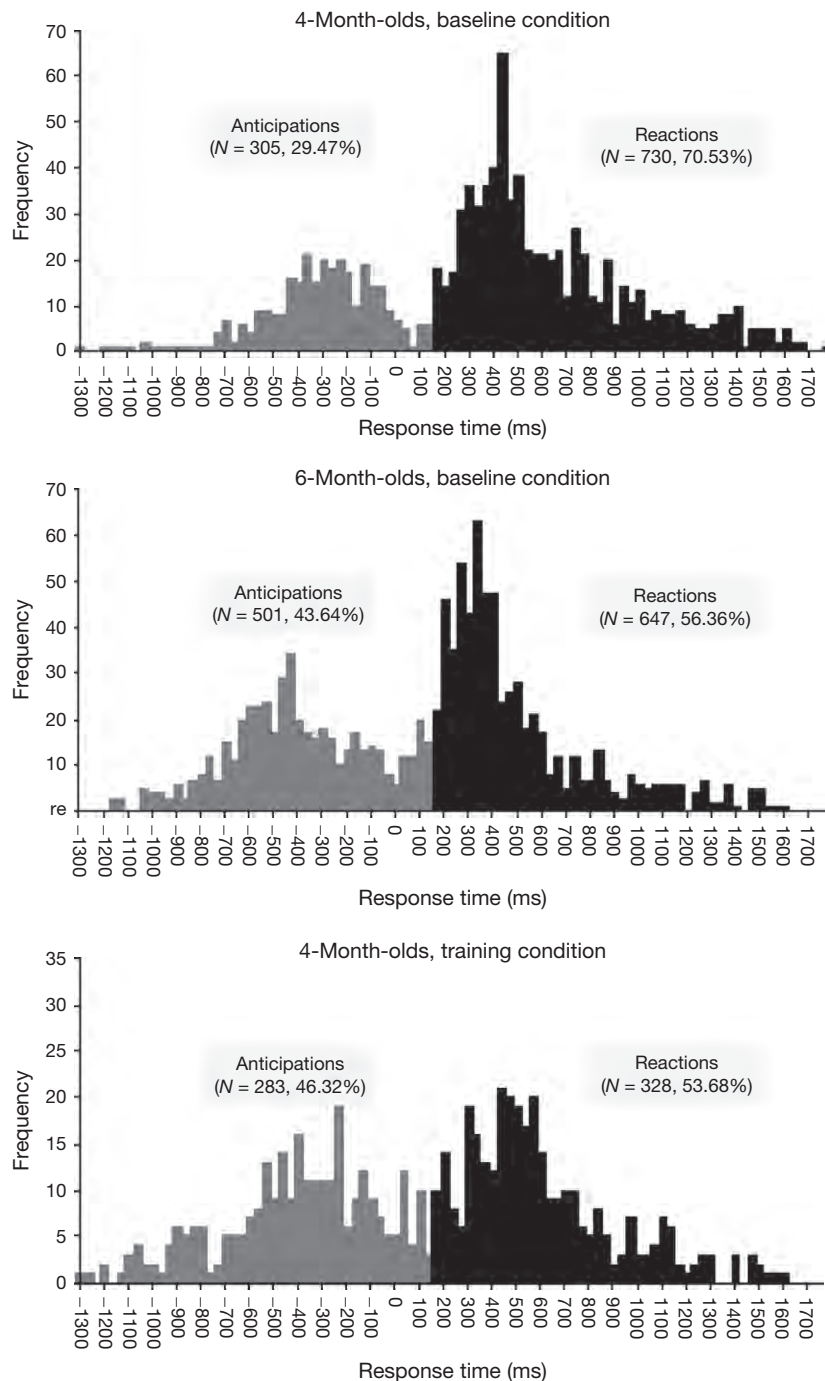 4-Month-olds, baseline condition
70
60
50
40
30
20
10
0
Frequency
Anticipations
(N = 305, 29.47%)
Reactions
(N = 730, 70.53%)
−1300 −1200 −1100 −1000 −900 −800 −700 −600 −500 −400 −300 −200 −100 0 100 200 300 400 500 600 700 800 900 1000 1100 1200 1300 1400 1500 1600 1700
Response time (ms)
6-Month-olds, baseline condition
70
60
50
40
30
20
10
re
Frequency
Anticipations
(N = 501, 43.64%)
Reactions
(N = 647, 56.36%)
−1300 −1200 −1100 −1000 −900 −800 −700 −600 −500 −400 −300 −200 −100 0 100 200 300 400 500 600 700 800 900 1000 1100 1200 1300 1400 1500 1600 1700
Response time (ms)
4-Month-olds, training condition
35
30
25
20
15
10
5
0
Frequency
Anticipations
(N = 283, 46.32%)
Reactions
(N = 328, 53.68%)
−1300 −1200 −1100 −1000 −900 −800 −700 −600 −500 −400 −300 −200 −100 0 100 200 300 400 500 600 700 800 900 1000 1100 1200 1300 1400 1500 1600 1700
Response time (ms)